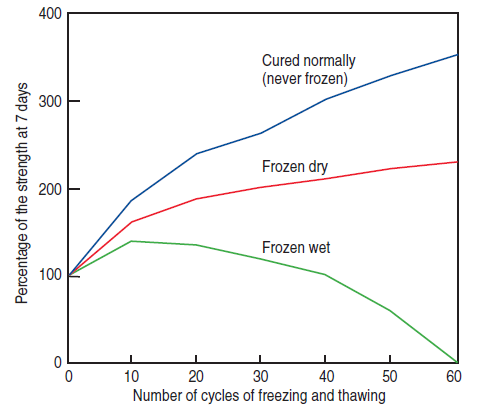 400
300
200
100
0
Percentage of the strength at 7 days
Cured normally
(never frozen)
Frozen dry
Frozen wet
0 10 20 30 40 50 60
Number of cycles of freezing and thawing